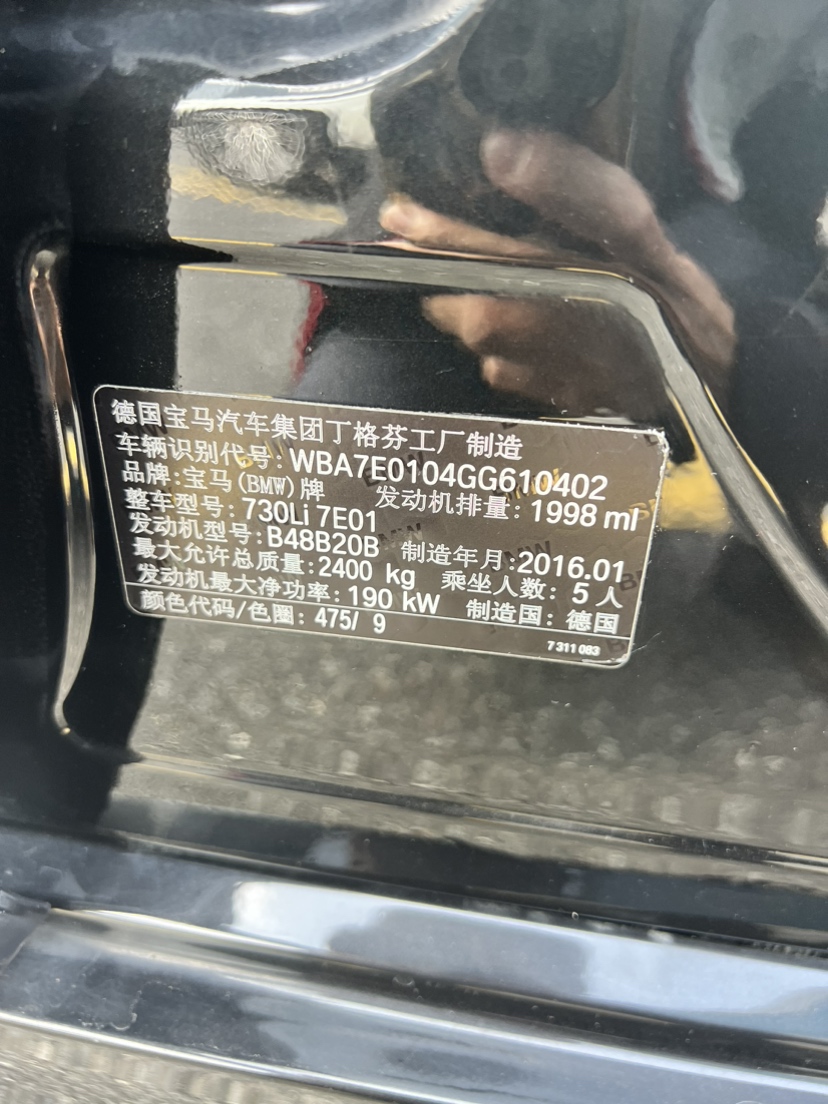 德国宝马汽车集团丁格芬工厂制造
车辆识别代号: WBA7E0104GG610402
品牌: 宝马(BMW)牌 发动机排量: 1998 ml
整车型号: 730Li 7E01
发动机型号: B48B20B 制造年月: 2016.01
最大允许总质量: 2400 kg 乘坐人数: 5 人
发动机最大净功率: 190 kW 制造国: 德国
颜色代码/色圈: 475/ 9
7 311 083